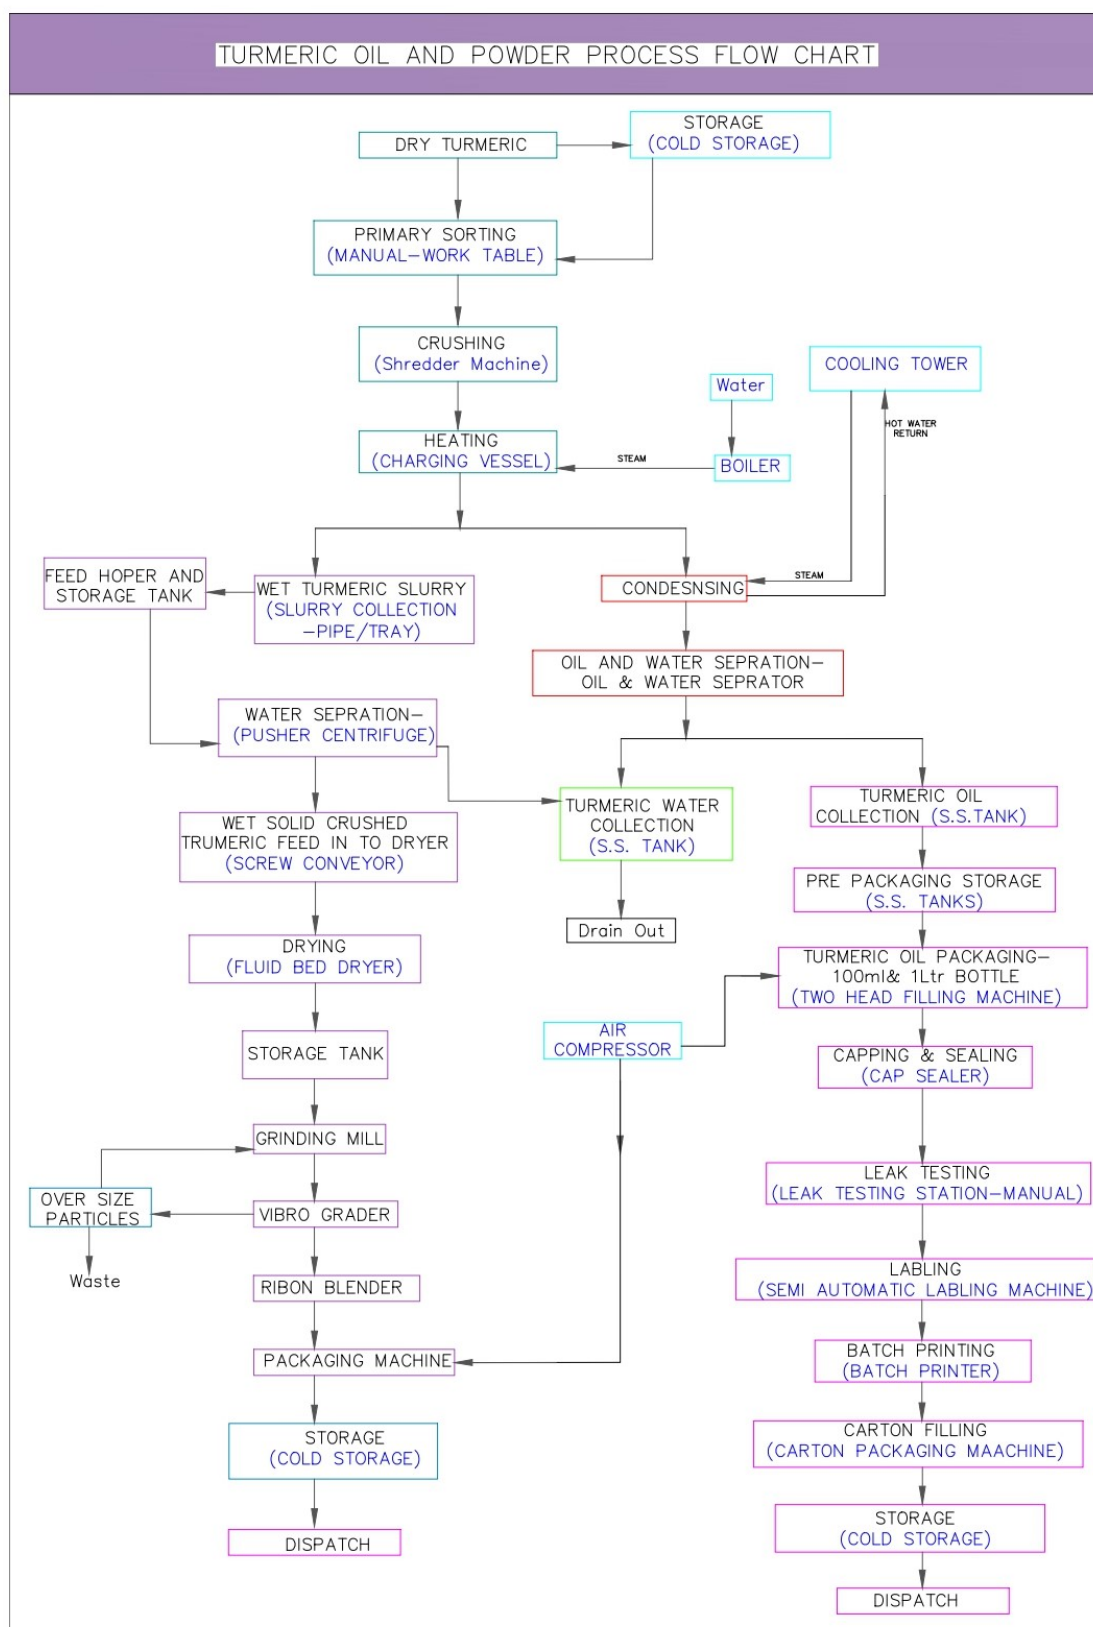 TURMERIC OIL AND POWDER PROCESS FLOW CHART
DRY TURMERIC
STORAGE
(COLD STORAGE)
PRIMARY SORTING
(MANUAL-WORK TABLE)
CRUSHING
(Shredder Machine)
COOLING TOWER
Water
HOT WATER
RETURN
HEATING
(CHARGING VESSEL)
STEAM
BOILER
FEED HOPER AND
STORAGE TANK
WET TURMERIC SLURRY
(SLURRY COLLECTION
-PIPE/TRAY)
CONDESNSING
STEAM
OIL AND WATER SEPRATION-
OIL & WATER SEPRATOR
WATER SEPRATION-
(PUSHER CENTRIFUGE)
TURMERIC WATER
COLLECTION
(S.S. TANK)
TURMERIC OIL
COLLECTION (S.S.TANK)
WET SOLID CRUSHED
TRUMERIC FEED IN TO DRYER
(SCREW CONVEYOR)
PRE PACKAGING STORAGE
(S.S. TANKS)
Drain Out
DRYING
(FLUID BED DRYER)
TURMERIC OIL PACKAGING-
100ml& 1Ltr BOTTLE
(TWO HEAD FILLING MACHINE)
STORAGE TANK
AIR
COMPRESSOR
CAPPING & SEALING
(CAP SEALER)
GRINDING MILL
LEAK TESTING
(LEAK TESTING STATION-MANUAL)
OVER SIZE
PARTICLES
VIBRO GRADER
Waste
RIBON BLENDER
LABLING
(SEMI AUTOMATIC LABLING MACHINE)
PACKAGING MACHINE
BATCH PRINTING
(BATCH PRINTER)
STORAGE
(COLD STORAGE)
CARTON FILLING
(CARTON PACKAGING MAACHINE)
DISPATCH
STORAGE
(COLD STORAGE)
DISPATCH